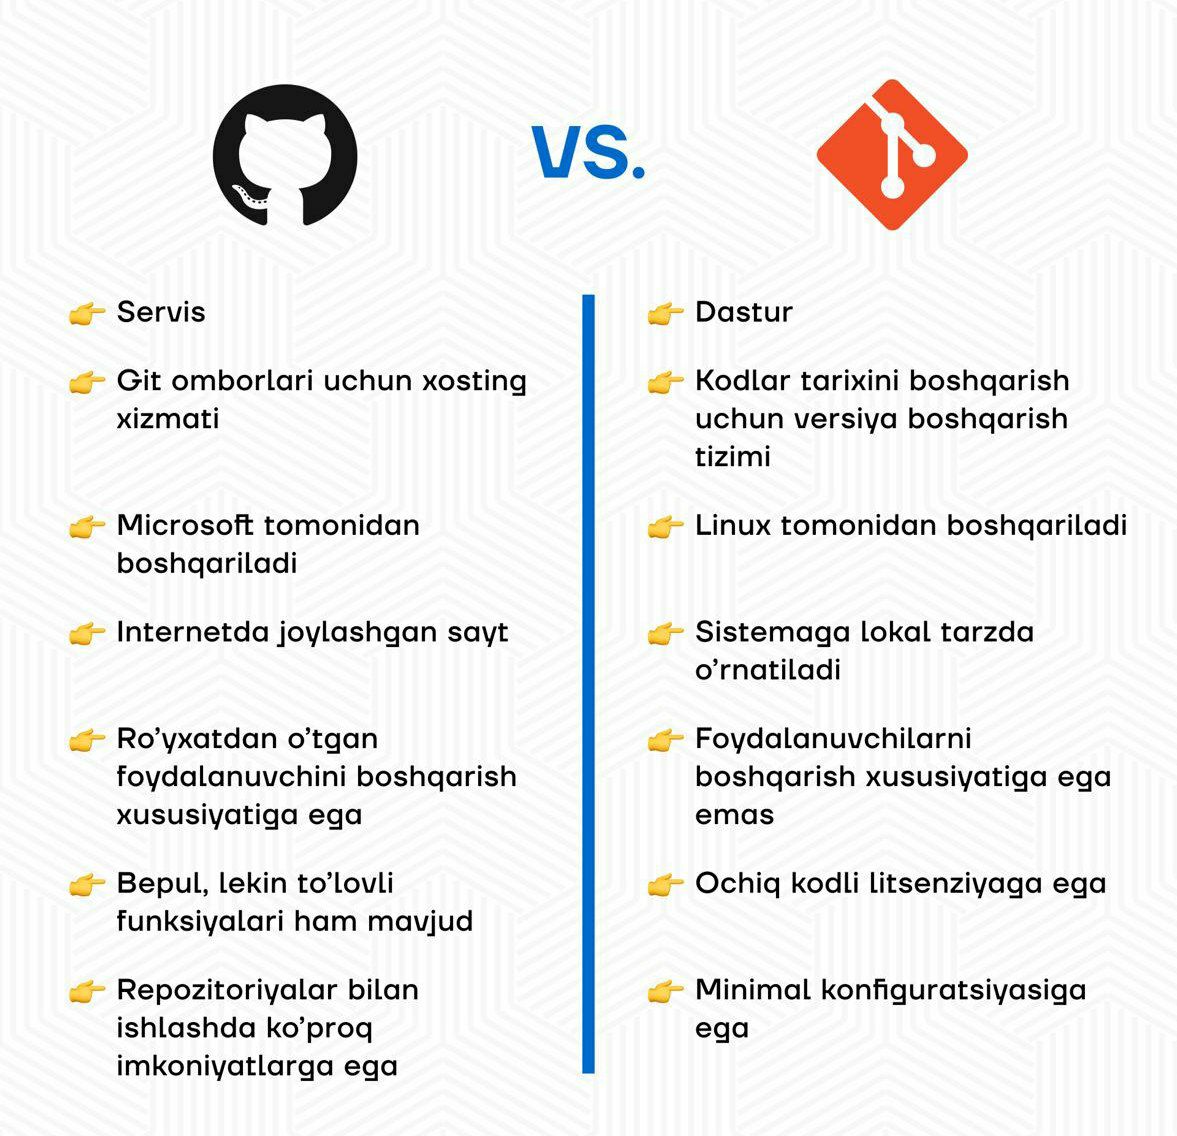 VS.
👉 Servis
👉 Git omborlari uchun xosting
xizmati
👉 Microsoft tomonidan
boshqariladi
👉 Internetda joylashgan sayt
👉 Ro’yxatdan o’tgan
foydalanuvchini boshqarish
xususiyatiga ega
👉 Bepul, lekin to’lovli
funksiyalari ham mavjud
👉 Repozitoriyalar bilan
ishlashda ko’proq
imkoniyatlarga ega
👉 Dastur
👉 Kodlar tarixini boshqarish
uchun versiya boshqarish
tizimi
👉 Linux tomonidan boshqariladi
👉 Sistemaga lokal tarzda
o’rnatiladi
👉 Foydalanuvchilarni
boshqarish xususiyatiga ega
emas
👉 Ochiq kodli litsenziyaga ega
👉 Minimal konfiguratsiyasiga
ega